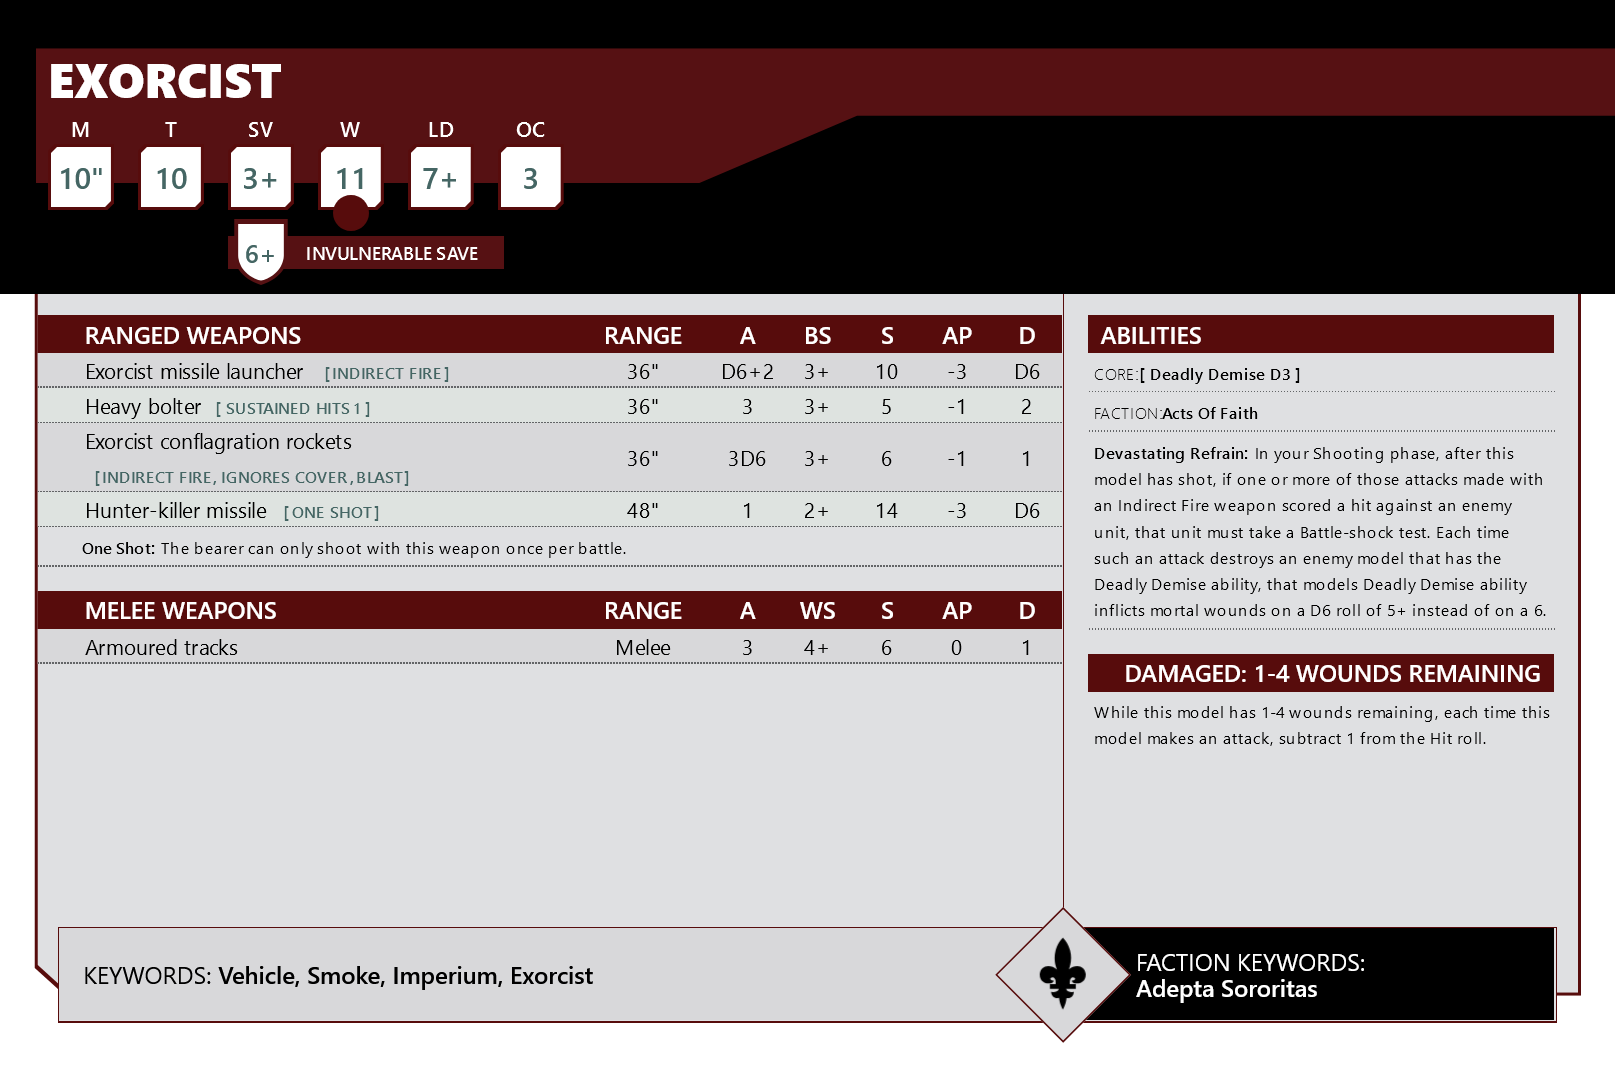 EXORCIST
M T SV W LD OC
10" 10 3+ 11 7+ 3
6+ INVULNERABLE SAVE
RANGED WEAPONS RANGE A BS S AP D
Exorcist missile launcher [INDIRECT FIRE] 36" D6+2 3+ 10 -3 D6
Heavy bolter [ SUSTAINED HITS 1 ] 36" 3 3+ 5 -1 2
Exorcist conflagration rockets 36" 3D6 3+ 6 -1 1
[INDIRECT FIRE, IGNORES COVER, BLAST]
Hunter-killer missile [ONE SHOT] 48" 1 2+ 14 -3 D6
One Shot: The bearer can only shoot with this weapon once per battle.
MELEE WEAPONS RANGE A WS S AP D
Armoured tracks Melee 3 4+ 6 0 1
ABILITIES
CORE:[ Deadly Demise D3 ]
FACTION:Acts Of Faith
Devastating Refrain: In your Shooting phase, after this
model has shot, if one or more of those attacks made with
an Indirect Fire weapon scored a hit against an enemy
unit, that unit must take a Battle-shock test. Each time
such an attack destroys an enemy model that has the
Deadly Demise ability, that models Deadly Demise ability
inflicts mortal wounds on a D6 roll of 5+ instead of on a 6.
DAMAGED: 1-4 WOUNDS REMAINING
While this model has 1-4 wounds remaining, each time this
model makes an attack, subtract 1 from the Hit roll.
KEYWORDS: Vehicle, Smoke, Imperium, Exorcist
FACTION KEYWORDS:
Adepta Sororitas